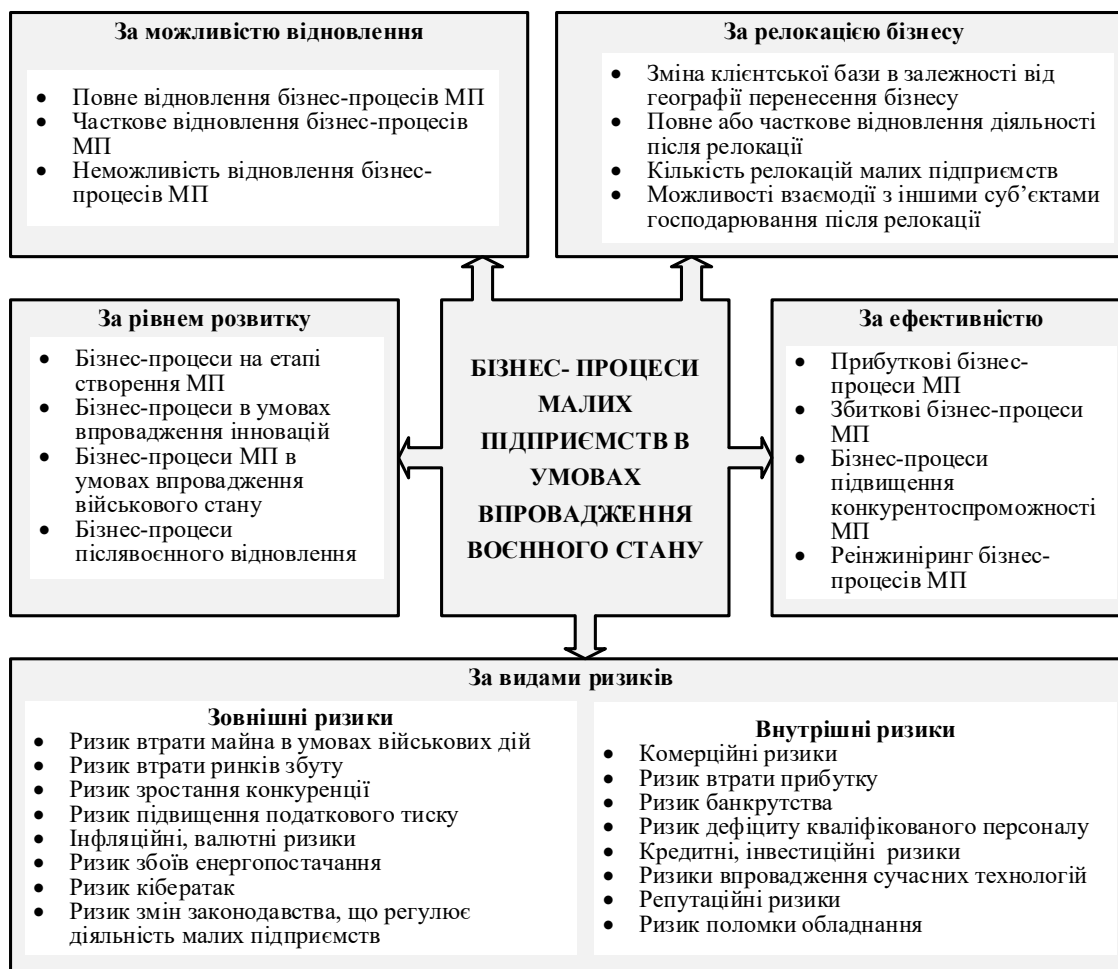 За можливістю відновлення
• Повне відновлення бізнес-процесів МП
• Часткове відновлення бізнес-процесів
МП
• Неможливість відновлення бізнес-
процесів МП
За релокацією бізнесу
• Зміна клієнтської бази в залежності від
географії перенесення бізнесу
• Повне або часткове відновлення діяльності
після релокації
• Кількість релокацій малих підприємств
• Можливості взаємодії з іншими суб’єктами
господарювання після релокації
За рівнем розвитку
• Бізнес-процеси на етапі
створення МП
• Бізнес-процеси в умовах
впровадження інновацій
• Бізнес-процеси МП в
умовах впровадження
військового стану
• Бізнес-процеси
післявоєнного відновлення
БІЗНЕС- ПРОЦЕСИ
МАЛИХ
ПІДПРИЄМСТВ В
УМОВАХ
ВПРОВАДЖЕННЯ
ВОЄННОГО СТАНУ
За ефективністю
• Прибуткові бізнес-
процеси МП
• Збиткові бізнес-процеси
МП
• Бізнес-процеси
підвищення
конкурентоспроможності
МП
• Реінжиніринг бізнес-
процесів МП
За видами ризиків
Зовнішні ризики
• Ризик втрати майна в умовах військових дій
• Ризик втрати ринків збуту
• Ризик зростання конкуренції
• Ризик підвищення податкового тиску
• Інфляційні, валютні ризики
• Ризик збоїв енергопостачання
• Ризик кібератак
• Ризик змін законодавства, що регулює
діяльність малих підприємств
Внутрішні ризики
• Комерційні ризики
• Ризик втрати прибутку
• Ризик банкрутства
• Ризик дефіциту кваліфікованого персоналу
• Кредитні, інвестиційні ризики
• Ризики впровадження сучасних технологій
• Репутаційні ризики
• Ризик поломки обладнання